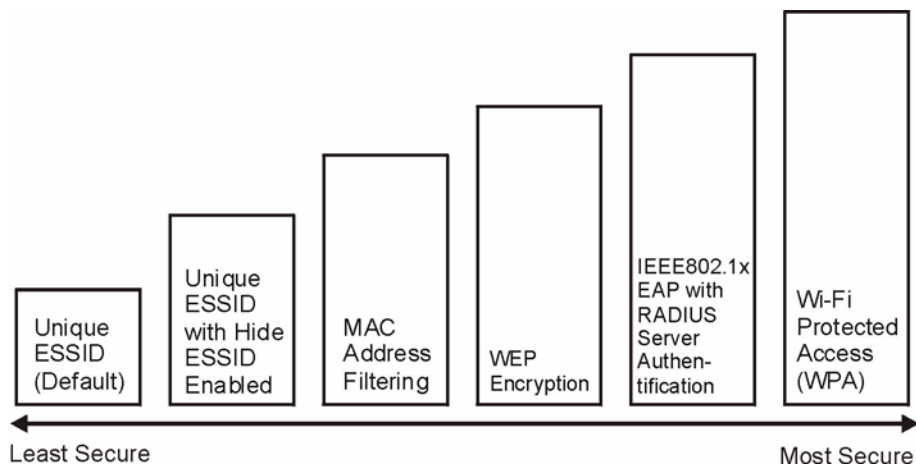 Unique
ESSID
(Default)
Unique
ESSID
with Hide
ESSID
Enabled
MAC
Address
Filtering
WEP
Encryption
IEEE802.1x
EAP with
RADIUS
Server
Authen-
tification
Wi-Fi
Protected
Access
(WPA)
Least Secure
Most Secure